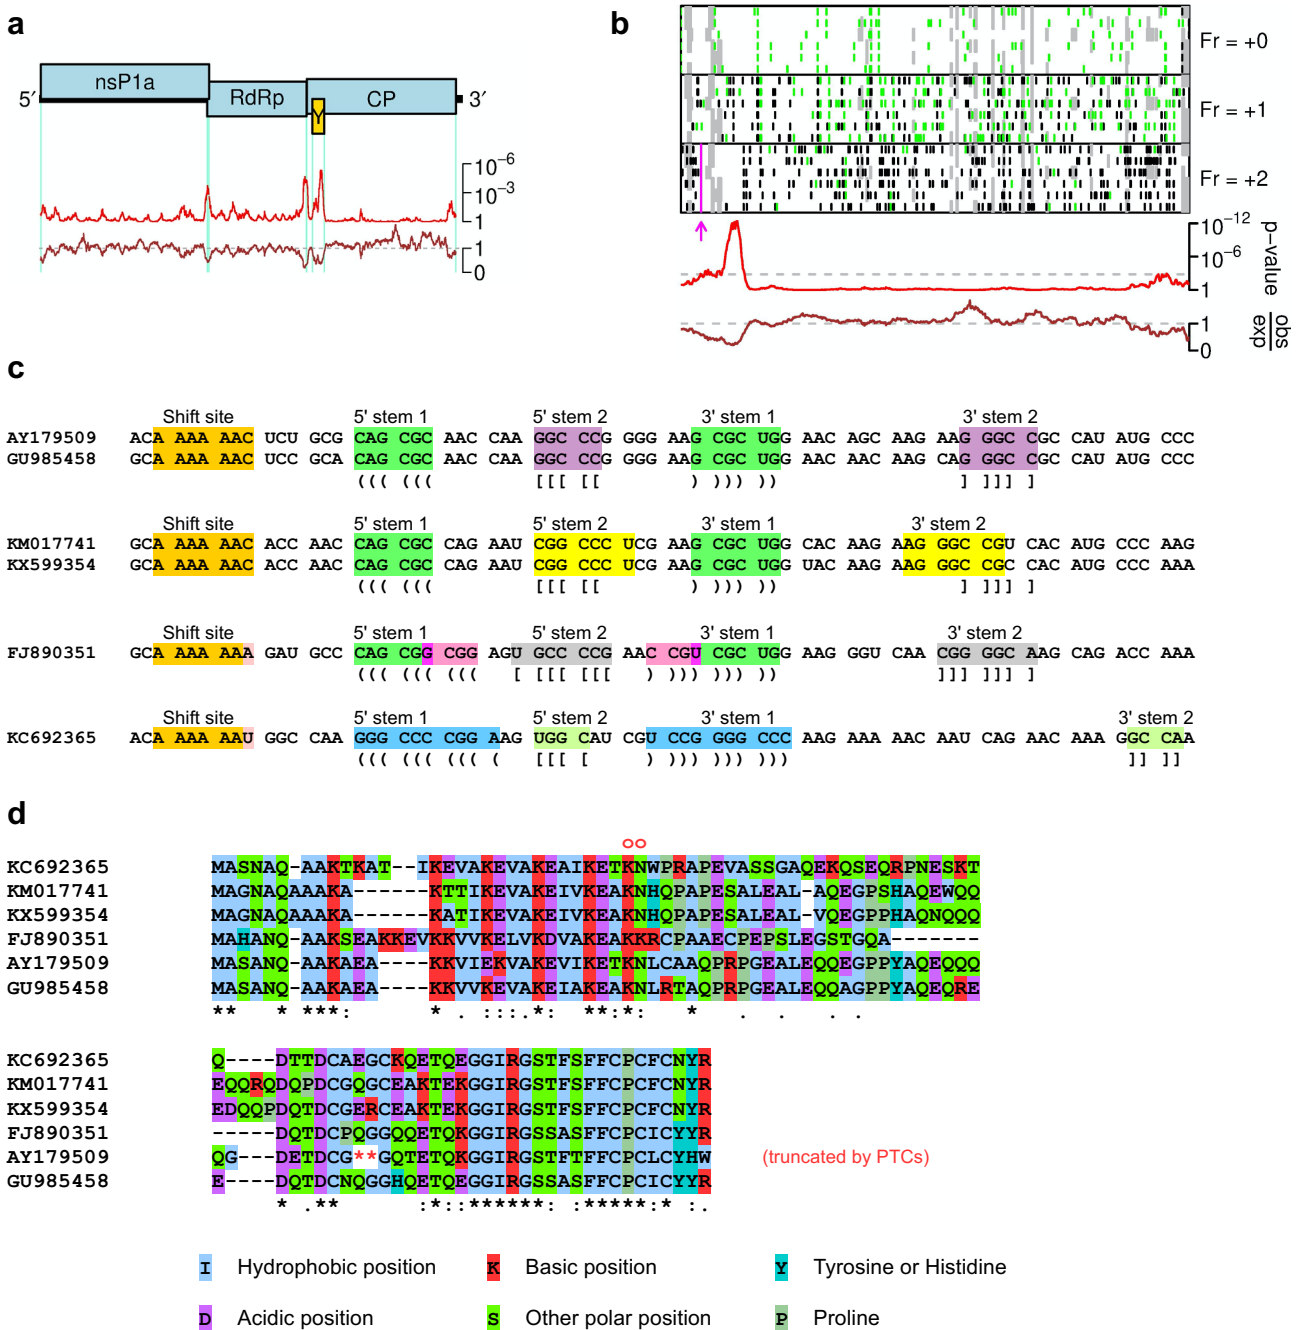 a
nsP1a
RdRp
CP
Y
5′
3′
10-6
10-3
1
1
0
b
Fr = +0
Fr = +1
Fr = +2
10-12
10-6
1
p-value
1
0
obs
exp
c
Shift site 5' stem 1 5' stem 2 3' stem 1 3' stem 2
AY179509 ACA AAA AAC UCU GCG CAG CGC AAC CAA GGC CCG GGG AAG CGC UGG AAC AGC AAG AAG GGC CGC CAU AUG CCC
GU985458 GCA AAA AAC UCC GCA CAG CGC AAC CAA GGC CCG GGG AAG CGC UGG AAC AAC AAG CAG GGC CGC CAU AUG CCC
((( ((( [[[ [[ ) ))) )) ] ]]] ]
Shift site 5' stem 1 5' stem 2 3' stem 1 3' stem 2
KM017741 GCA AAA AAC ACC AAC CAG CGC CAG AAU CGG CCC UCG AAG CGC UGG CAC AAG AAG GGC CGU CAC AUG CCC AAG
KX599354 GCA AAA AAC ACC AAC CAG CGC CAG AAU CGG CCC UCG AAG CGC UGG UAC AAG AAG GGC CGC CAC AUG CCC AAA
((( ((( [[[ [[ ) ))) )) ] ]]] ]
Shift site 5' stem 1 5' stem 2 3' stem 1 3' stem 2
FJ890351 GCA AAA AAA GAU GCC CAG CGG GCGG AGU GCC CCG AAC CGU CGC UGG AAG GGU CAA CGG GGC AAG CAG ACC AAA
((( ((( ((( [ [[[ [[[ ) ))) ))) )) ]]] ]]] ]
Shift site 5' stem 1 5' stem 2 3' stem 1 3' stem 2
KC692365 ACA AAA AAU GGC CAA GGG CCC CGG AAG UGG CAU CGU CCG GGG CCC AAG AAA AAC AAU CAG AAC AAA GGC CAA
((( ((( ((( ( [[[ [ ) ))) ))) ))) ]] ]]
d
oo
KC692365 MASNAQ-AAKTKAT--IKEVAKEVAKEAIKETKNWPRAPEVASSGAQEKQSEQRPNESKT
KM017741 MAGNAQAAAKA------KTTIKEVAKEIVKEAKNHQPAPESALEAL-AQEGPSHAQEWQQ
KX599354 MAGNAQAAAKA------KATIKEVAKEIVKEAKNHQPAPESALEAL-VQEGPPHAQNQQQ
FJ890351 MAHANQ-AAKSEAKKEVKKVVKELVKDVAKEAKKRCPAAECPEPSLEGSTGQA-------
AY179509 MASANQ-AAKAEA----KKVIEKVAKEVIKETKNLCAAQPRPGEALEQQEGPPYAQEQQQ
GU985458 MASANQ-AAKAEA----KKVVKEVAKEIAKEAKNLRTAQPRPGEALEQQAGPPYAQEQRE
** * ***: * . :::.*: **:*: * . . . .
KC692365 Q----DTTDCAEGCKQETQEGGIRGSTFSFFCPCFCNYR
KM017741 EQQRQDQPDCGQGCEAKTEKGGIRGSTFSFFCPCFCNYR
KX599354 EDQQPDQTDCGERCEAKTEKGGIRGSTFSFFCPCFCNYR
FJ890351 -----DQTDCPQGGQQETQKGGIRGSSASFFCPCICYYR
AY179509 QG---DETDCG**GQTETQKGGIRGSTFTFFCPCLCYHW (truncated by PTCs)
GU985458 E----DQTDCNQGGHQETQEGGIRGSSASFFCPCICYYR
* .** :*::******: :*****:* :.
I Hydrophobic position K Basic position Y Tyrosine or Histidine
D Acidic position S Other polar position P Proline